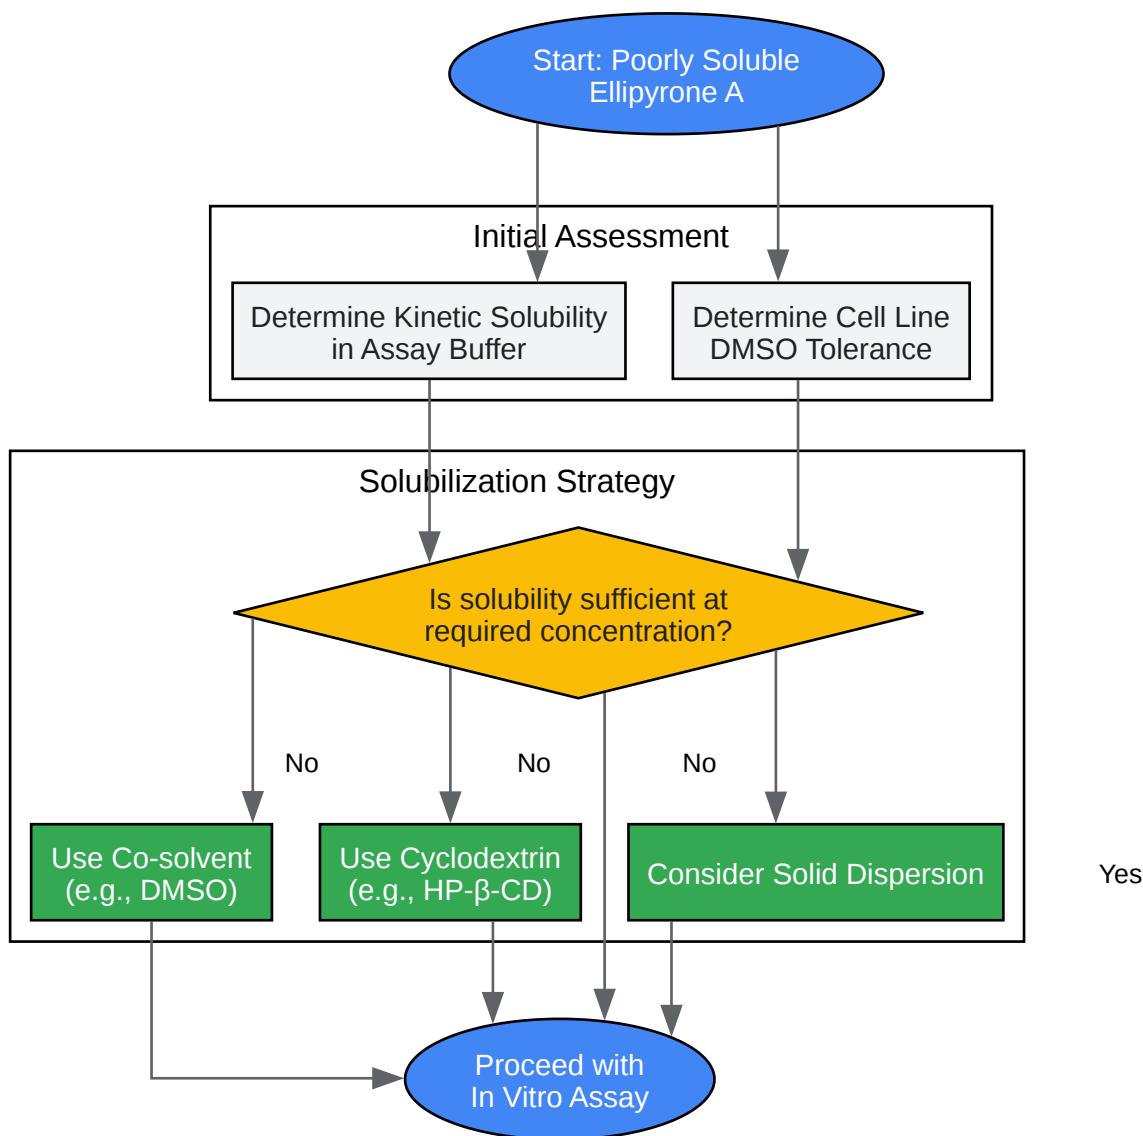 Start: Poorly Soluble
Ellipyrone A
Initial Assessment
Determine Kinetic Solubility
in Assay Buffer
Determine Cell Line
DMSO Tolerance
Solubilization Strategy
Is solubility sufficient at
required concentration?
No
No
No
Use Co-solvent
(e.g., DMSO)
Use Cyclodextrin
(e.g., HP-β-CD)
Consider Solid Dispersion
Yes
Proceed with
In Vitro Assay